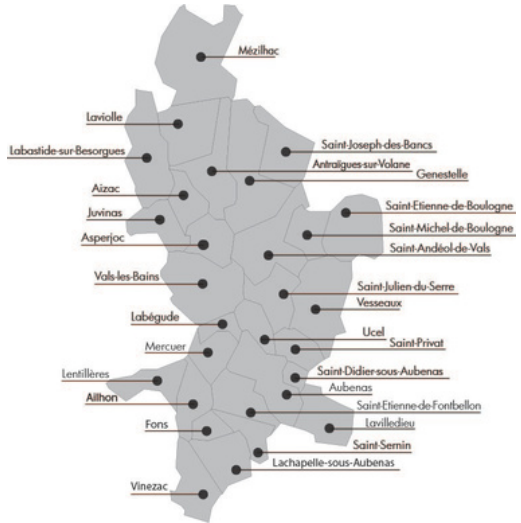 Mézilhac
Laviolle
Saint-Joseph-des-Bancs
Labastide-sur-Besorgues
Antraïgues-sur-Volane
Genestelle
Aizac
Juvinas
Saint-Etienne-de-Boulogne
Saint-Michel-de-Boulogne
Asperjoc
Saint-Andéol-de-Vals
Vals-les-Bains
Saint-Julien-du-Serre
Vesseaux
Labégude
Ucel
Mercuer
Saint-Privat
Lentillères
Saint-Didier-sous-Aubenas
Aubenas
Ailhon
Saint-Etienne-de-Fontbellon
Fons
Lavilledieu
Saint-Sernin
Lachapelle-sous-Aubenas
Vinezac